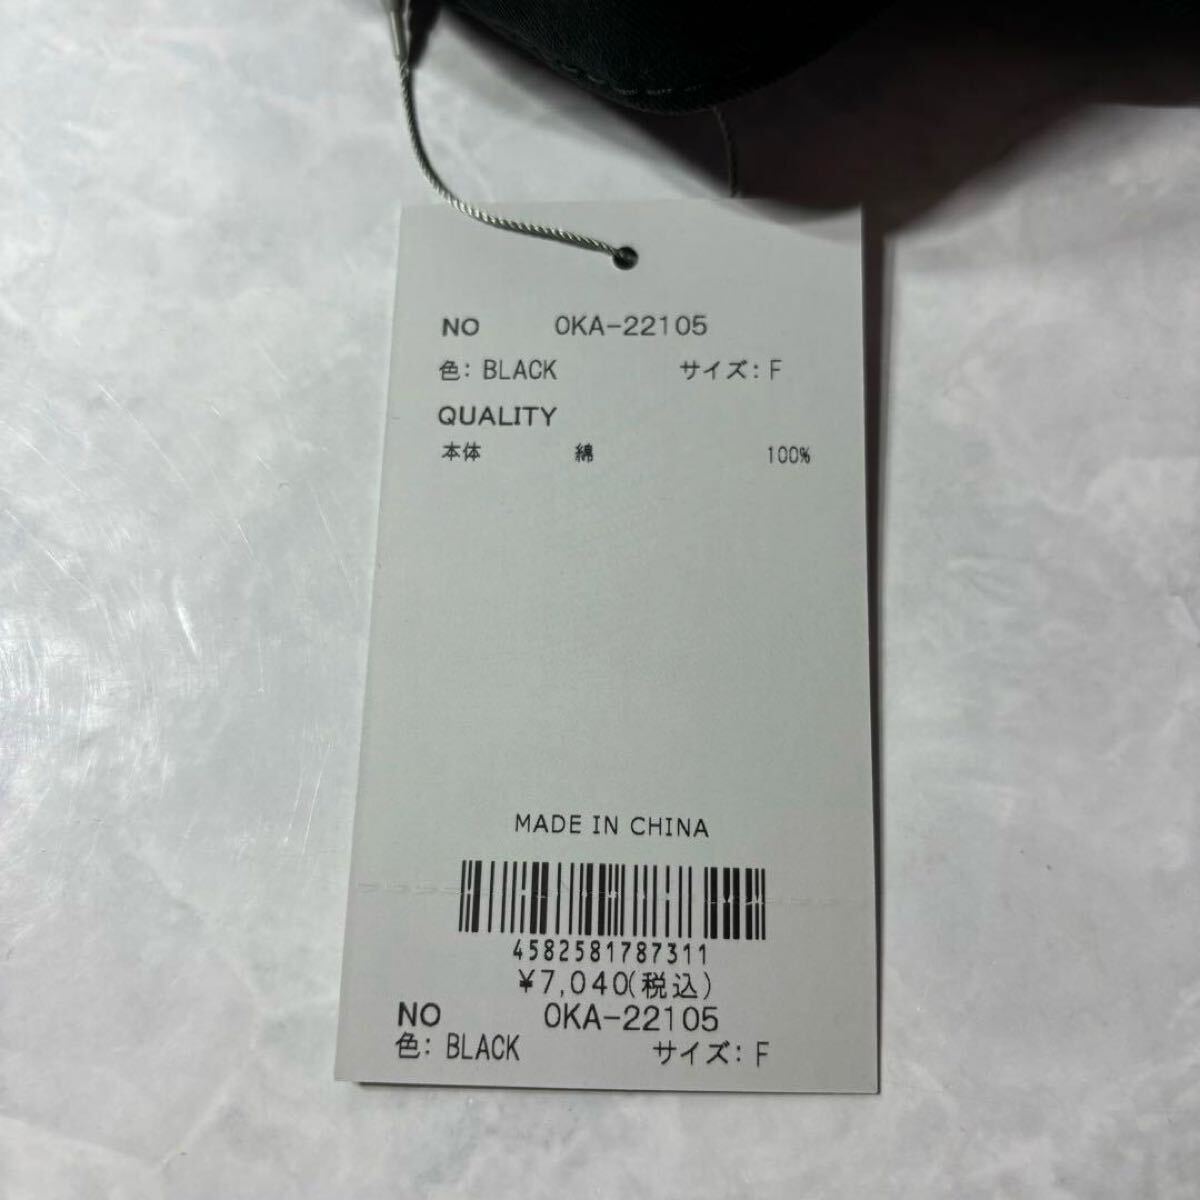 NO OKA-22105
色: BLACK サイズ: F
QUALITY
本体 綿 100%
MADE IN CHINA
4582581787311
¥7,040(税込)
NO OKA-22105
色: BLACK サイズ: F